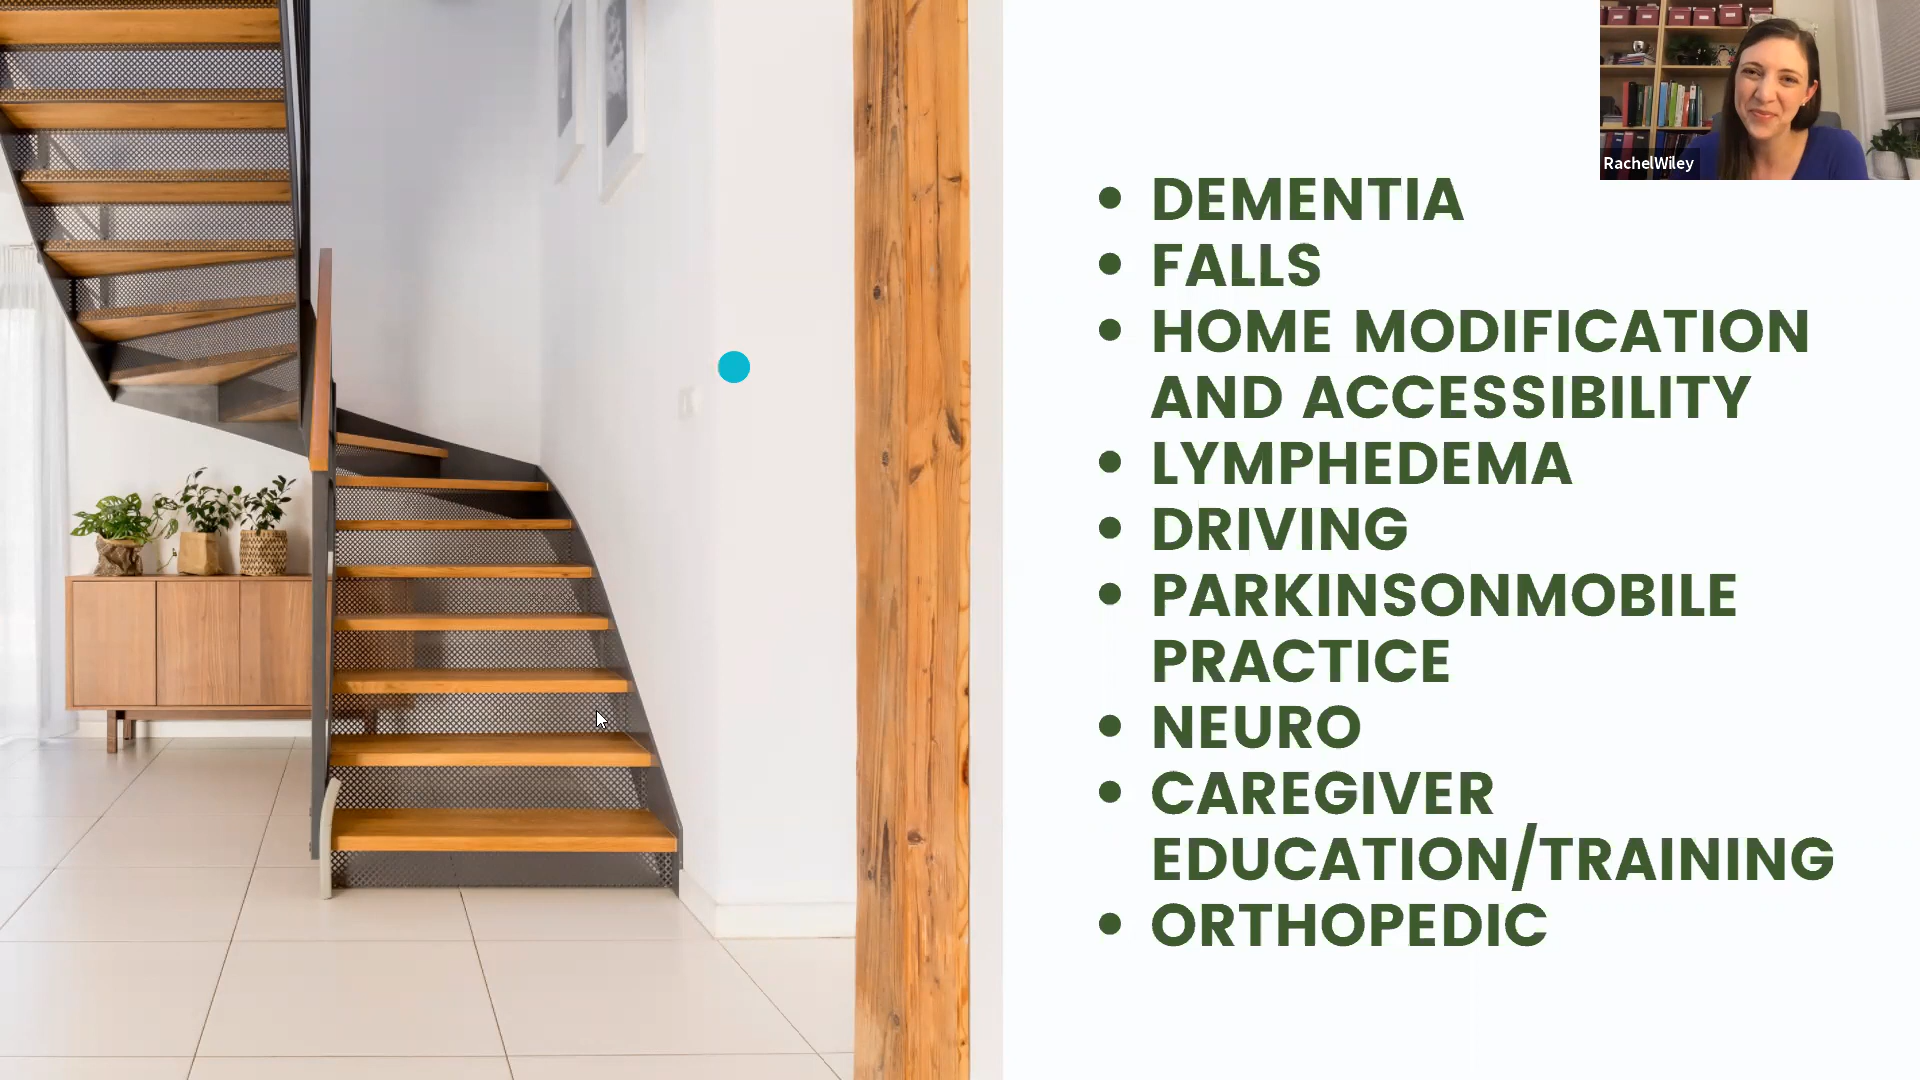 RachelWiley
• DEMENTIA
• FALLS
• HOME MODIFICATION
AND ACCESSIBILITY
• LYMPHEDEMA
• DRIVING
• PARKINSONMOBILE
PRACTICE
• NEURO
• CAREGIVER
EDUCATION/TRAINING
• ORTHOPEDIC